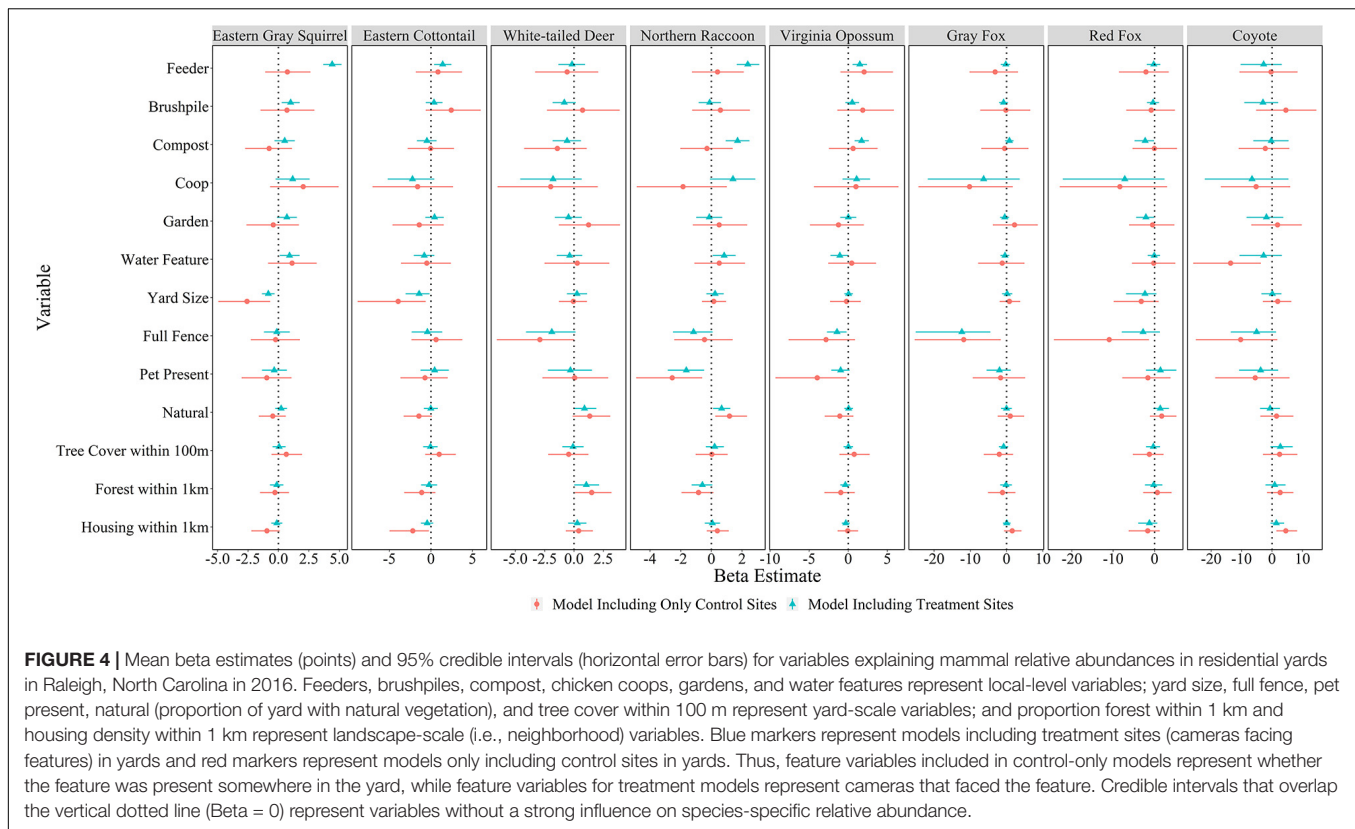 Eastern Gray Squirrel Eastern Cottontail White-tailed Deer Northern Raccoon Virginia Opossum Gray Fox Red Fox Coyote
Feeder
Brushpile
Compost
Coop
Garden
Water Feature
Yard Size
Full Fence
Pet Present
Natural
Tree Cover within 100m
Forest within 1km
Housing within 1km
Variable
-5.0 -2.5 0 2.5 5.0 -5 0 5 -5.0 -2.5 0 2.5 -4 -2 0 2 -10 -5 0 5 -20 -10 0 10 -20 -10 0 -20 -10 0 10
Beta Estimate
Model Including Only Control Sites Model Including Treatment Sites
FIGURE 4 | Mean beta estimates (points) and 95% credible intervals (horizontal error bars) for variables explaining mammal relative abundances in residential yards
in Raleigh, North Carolina in 2016. Feeders, brushpiles, compost, chicken coops, gardens, and water features represent local-level variables; yard size, full fence, pet
present, natural (proportion of yard with natural vegetation), and tree cover within 100 m represent yard-scale variables; and proportion forest within 1 km and
housing density within 1 km represent landscape-scale (i.e., neighborhood) variables. Blue markers represent models including treatment sites (cameras facing
features) in yards and red markers represent models only including control sites in yards. Thus, feature variables included in control-only models represent whether
the feature was present somewhere in the yard, while feature variables for treatment models represent cameras that faced the feature. Credible intervals that overlap
the vertical dotted line (Beta = 0) represent variables without a strong influence on species-specific relative abundance.